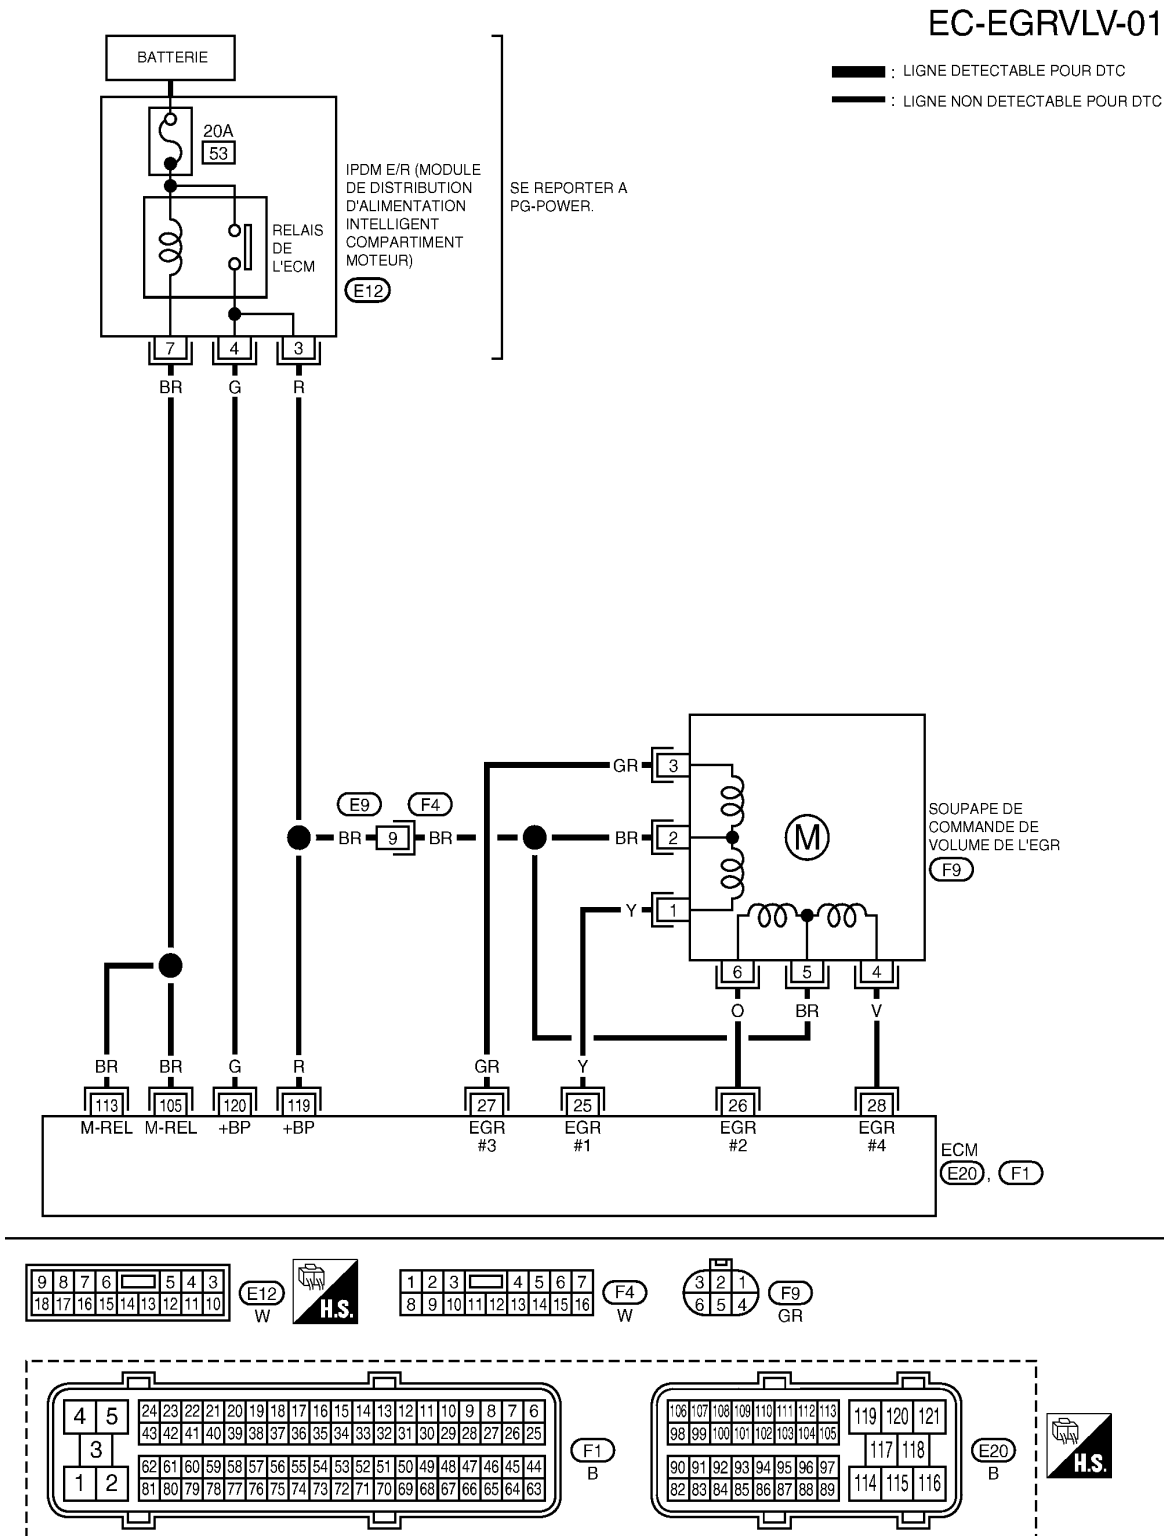 EC-EGRVLV-01
: LIGNE DETECTABLE POUR DTC
: LIGNE NON DETECTABLE POUR DTC
BATTERIE
20A
53
IPDM E/R (MODULE
DE DISTRIBUTION
D'ALIMENTATION
INTELLIGENT
COMPARTIMENT
MOTEUR)
E12
SE REPORTER A
PG-POWER.
RELAIS
DE
L'ECM
7 4 3
BR G R
GR 3
E9 F4
BR 9 BR BR 2
M
SOUPAPE DE
COMMANDE DE
VOLUME DE L'EGR
F9
Y 1
6 5 4
O BR V
BR BR G R GR Y
113 105 120 119 27 25 26 28
M-REL M-REL +BP +BP EGR EGR EGR EGR
#3 #1 #2 #4
ECM
E20 , F1
9 8 7 6 5 4 3
18 17 16 15 14 13 12 11 10
E12
W
H.S.
1 2 3 4 5 6 7
8 9 10 11 12 13 14 15 16
F4
W
3 2 1
6 5 4
F9
GR
4 5
3
1 2
24 23 22 21 20 19 18 17 16 15 14 13 12 11 10 9 8 7 6
43 42 41 40 39 38 37 36 35 34 33 32 31 30 29 28 27 26 25
62 61 60 59 58 57 56 55 54 53 52 51 50 49 48 47 46 45 44
81 80 79 78 77 76 75 74 73 72 71 70 69 68 67 66 65 64 63
F1
B
106 107 108 109 110 111 112 113
98 99 100 101 102 103 104 105
90 91 92 93 94 95 96 97
82 83 84 85 86 87 88 89
119 120 121
117 118
114 115 116
E20
B
H.S.